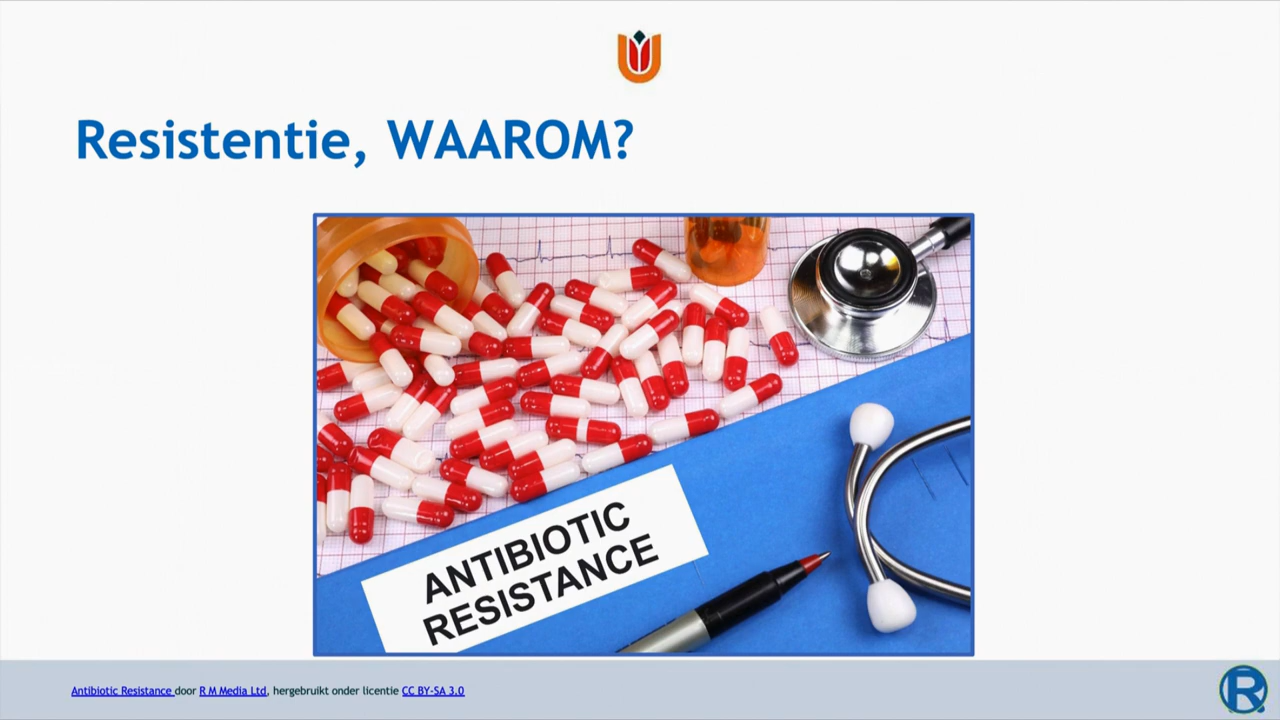 Resistentie, WAAROM?
ANTIBIOTIC
RESISTANCE
Antibiotic Resistance door R M Media Ltd, hergebruikt onder licentie CC BY-SA 3.0
R